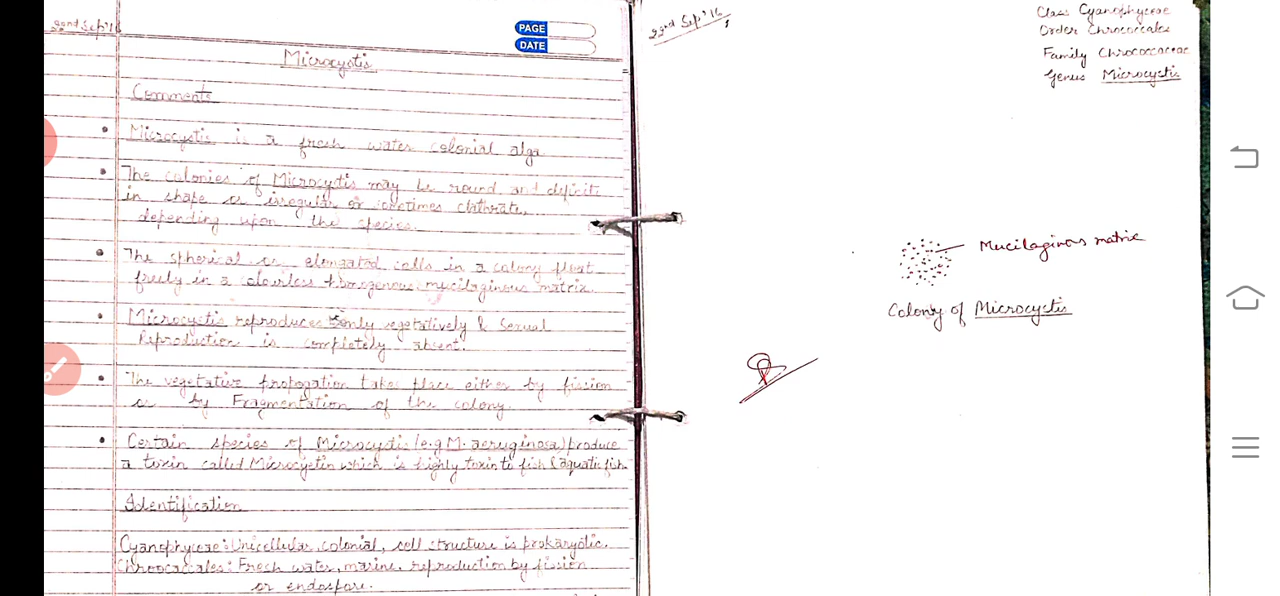 22nd Sep'16
PAGE
DATE
Microcystis
Comments
• Microcystis is a fresh water colonial alga
• The colonies of Microcystis may be round and definite
in shape or irregular or sometimes clathrate,
depending upon the species.
• The spherical or elongated cells in a colony float
freely in a colourless homogenous mucilaginous matrix.
• Microcystis reproduces only vegetatively & Sexual
Reproduction is completely absent.
• The vegetative propogation takes place either by fission
or by Fragmentation of the colony.
• Certain species of Microcystis (e.g M. aeruginosa) produce
a toxin called Microcystin which is highly toxin to fish (aquatic fish
Identification
Cyanophyceae: Unicellular, colonial, cell structure is prokaryotic.
Chroococcales: Fresh water, marine, reproduction by fission
or endospore.
22nd Sep'16
Class Cyanophyceae
Order Chrococcales
Family Chrococcaceae
Genus Microcystis
Mucilaginous matrix
Colony of Microcystis